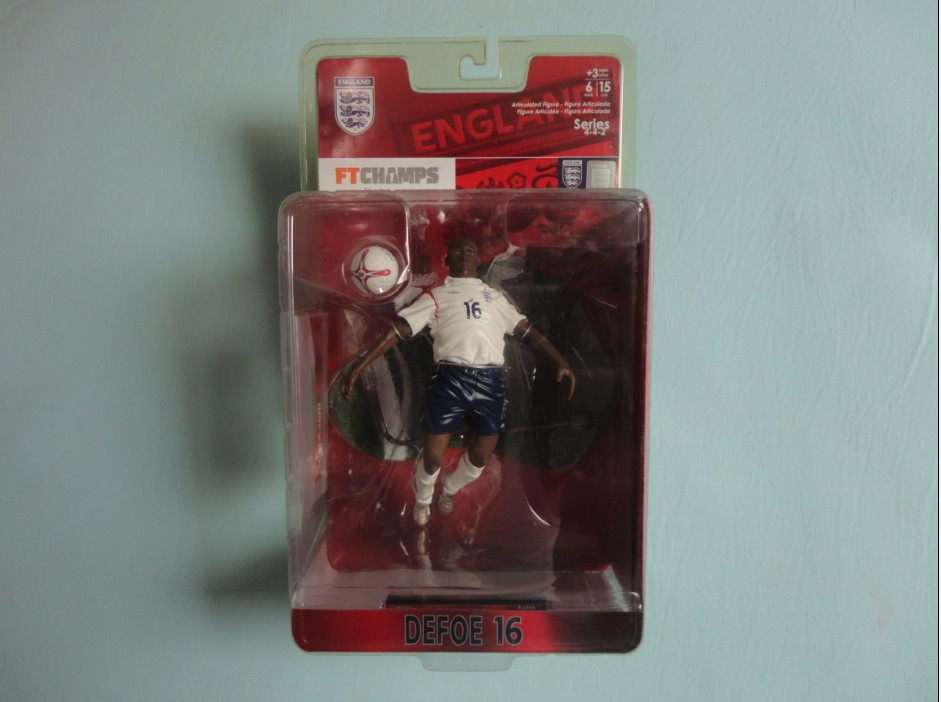 ENGLAND
+3
6 15
ENGLAND
Articulated Figure - Figura Articulada
Figure Articulée - Figura Articulade
Series
4-4-2
FTCHAMPS
16
DEFOE 16